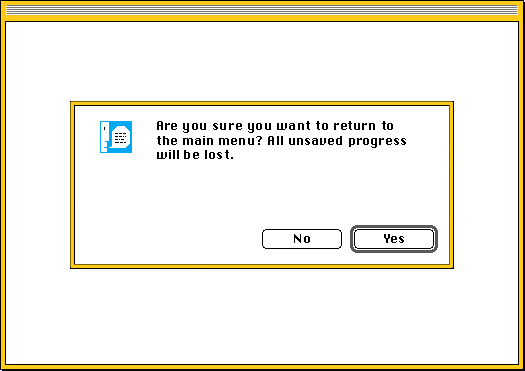 Are you sure you want to return to
the main menu? All unsaved progress
will be lost.
No
Yes